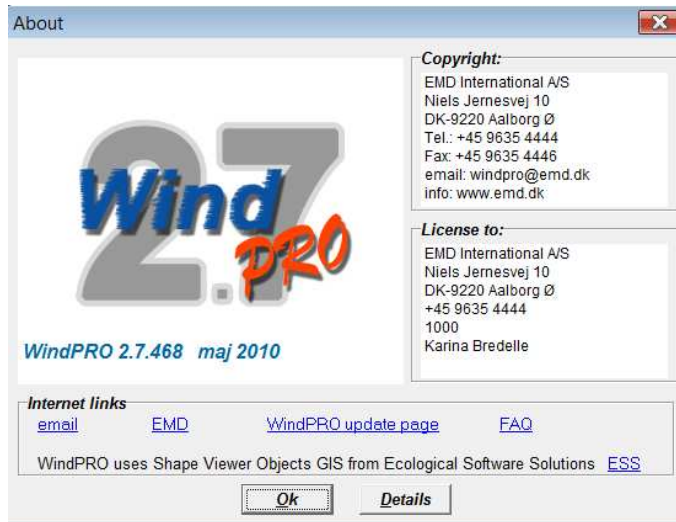 About
2.7
Wind
PRO
WindPRO 2.7.468 maj 2010
Copyright:
EMD International A/S
Niels Jernesvej 10
DK-9220 Aalborg Ø
Tel.: +45 9635 4444
Fax: +45 9635 4446
email: windpro@emd.dk
info: www.emd.dk
License to:
EMD International A/S
Niels Jernesvej 10
DK-9220 Aalborg Ø
+45 9635 4444
1000
Karina Bredelle
Internet links
email EMD WindPRO update page FAQ
WindPRO uses Shape Viewer Objects GIS from Ecological Software Solutions ESS
Ok Details